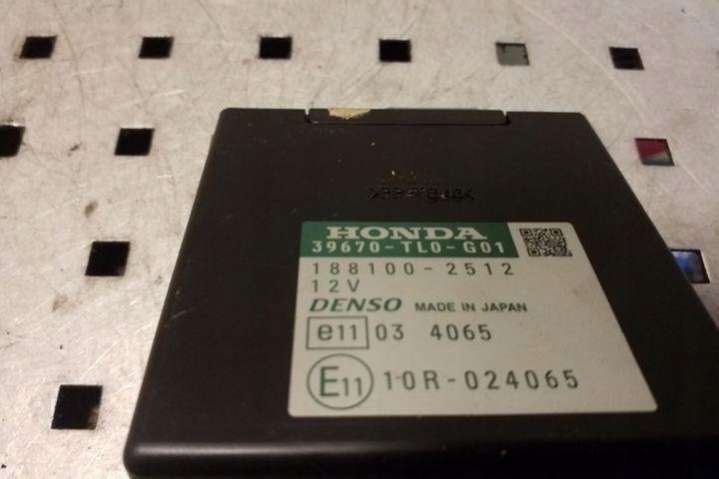 HONDA
39670-TL0-G01
188100-2512
12V
DENSO MADE IN JAPAN
e11 03 4065
E11 10R-024065